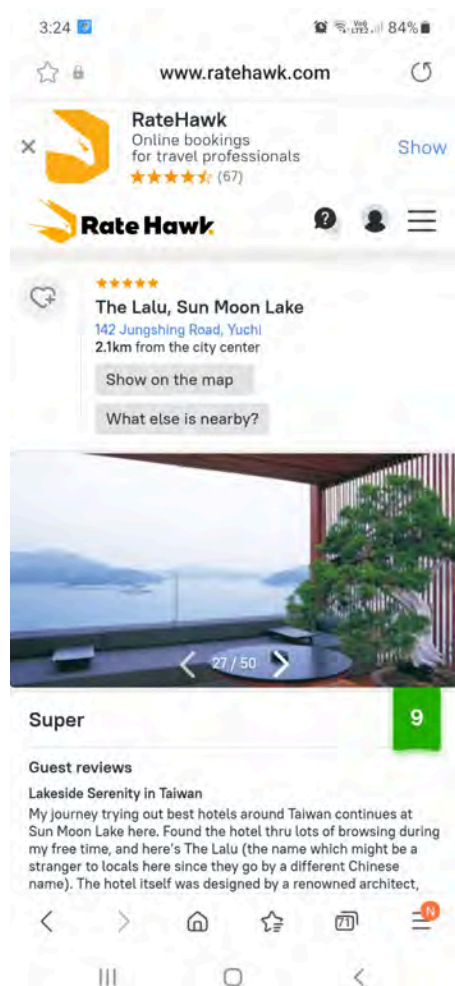 3:24
84%
www.ratehawk.com
RateHawk
Online bookings
for travel professionals
(67)
Show
Rate Hawk.
The Lalu, Sun Moon Lake
142 Jungshing Road, Yuchi
2.1km from the city center
Show on the map
What else is nearby?
27 / 50
Super
9
Guest reviews
Lakeside Serenity in Taiwan
My journey trying out best hotels around Taiwan continues at
Sun Moon Lake here. Found the hotel thru lots of browsing during
my free time, and here's The Lalu (the name which might be a
stranger to locals here since they go by a different Chinese
name). The hotel itself was designed by a renowned architect,
71
N